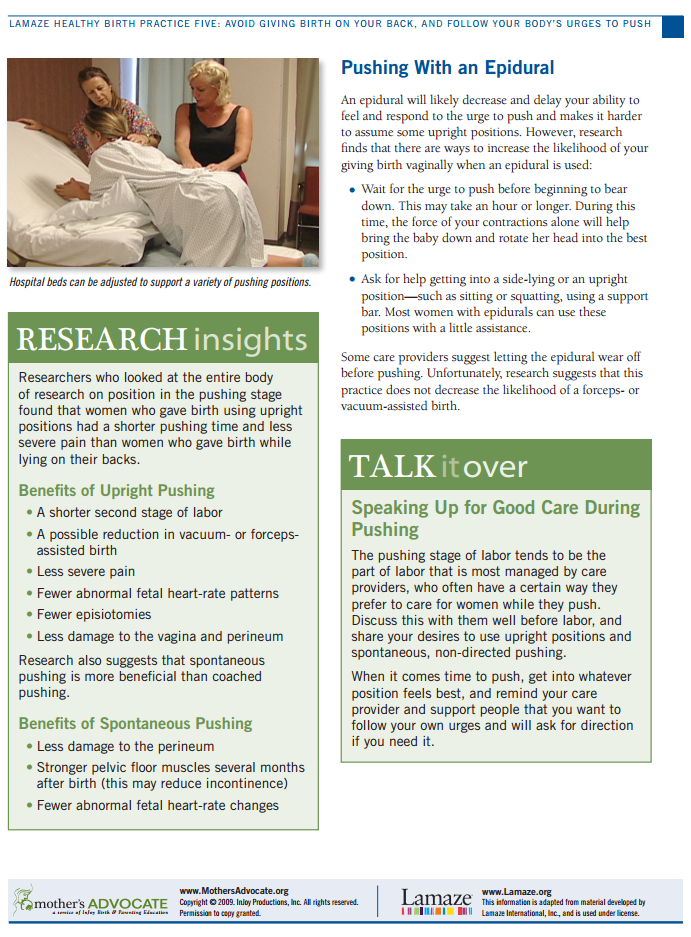 LAMAZE HEALTHY BIRTH PRACTICE FIVE: AVOID GIVING BIRTH ON YOUR BACK, AND FOLLOW YOUR BODY'S URGES TO PUSH
Hospital beds can be adjusted to support a variety of pushing positions.
RESEARCH insights
Researchers who looked at the entire body
of research on position in the pushing stage
found that women who gave birth using upright
positions had a shorter pushing time and less
severe pain than women who gave birth while
lying on their backs.
Benefits of Upright Pushing
• A shorter second stage of labor
• A possible reduction in vacuum- or forceps-
assisted birth
• Less severe pain
• Fewer abnormal fetal heart-rate patterns
• Fewer episiotomies
• Less damage to the vagina and perineum
Research also suggests that spontaneous
pushing is more beneficial than coached
pushing.
Benefits of Spontaneous Pushing
• Less damage to the perineum
• Stronger pelvic floor muscles several months
after birth (this may reduce incontinence)
• Fewer abnormal fetal heart-rate changes
Pushing With an Epidural
An epidural will likely decrease and delay your ability to
feel and respond to the urge to push and makes it harder
to assume some upright positions. However, research
finds that there are ways to increase the likelihood of your
giving birth vaginally when an epidural is used:
• Wait for the urge to push before beginning to bear
down. This may take an hour or longer. During this
time, the force of your contractions alone will help
bring the baby down and rotate her head into the best
position.
• Ask for help getting into a side-lying or an upright
position—such as sitting or squatting, using a support
bar. Most women with epidurals can use these
positions with a little assistance.
Some care providers suggest letting the epidural wear off
before pushing. Unfortunately, research suggests that this
practice does not decrease the likelihood of a forceps- or
vacuum-assisted birth.
TALK it over
Speaking Up for Good Care During
Pushing
The pushing stage of labor tends to be the
part of labor that is most managed by care
providers, who often have a certain way they
prefer to care for women while they push.
Discuss this with them well before labor, and
share your desires to use upright positions and
spontaneous, non-directed pushing.
When it comes time to push, get into whatever
position feels best, and remind your care
provider and support people that you want to
follow your own urges and will ask for direction
if you need it.
mother's ADVOCATE
a service of InJoy Birth & Parenting Education
www.MothersAdvocate.org
Copyright © 2009. InJoy Productions, Inc. All rights reserved.
Permission to copy granted.
Lamaze®
www.Lamaze.org
This information is adapted from material developed by
Lamaze International, Inc., and is used under license.